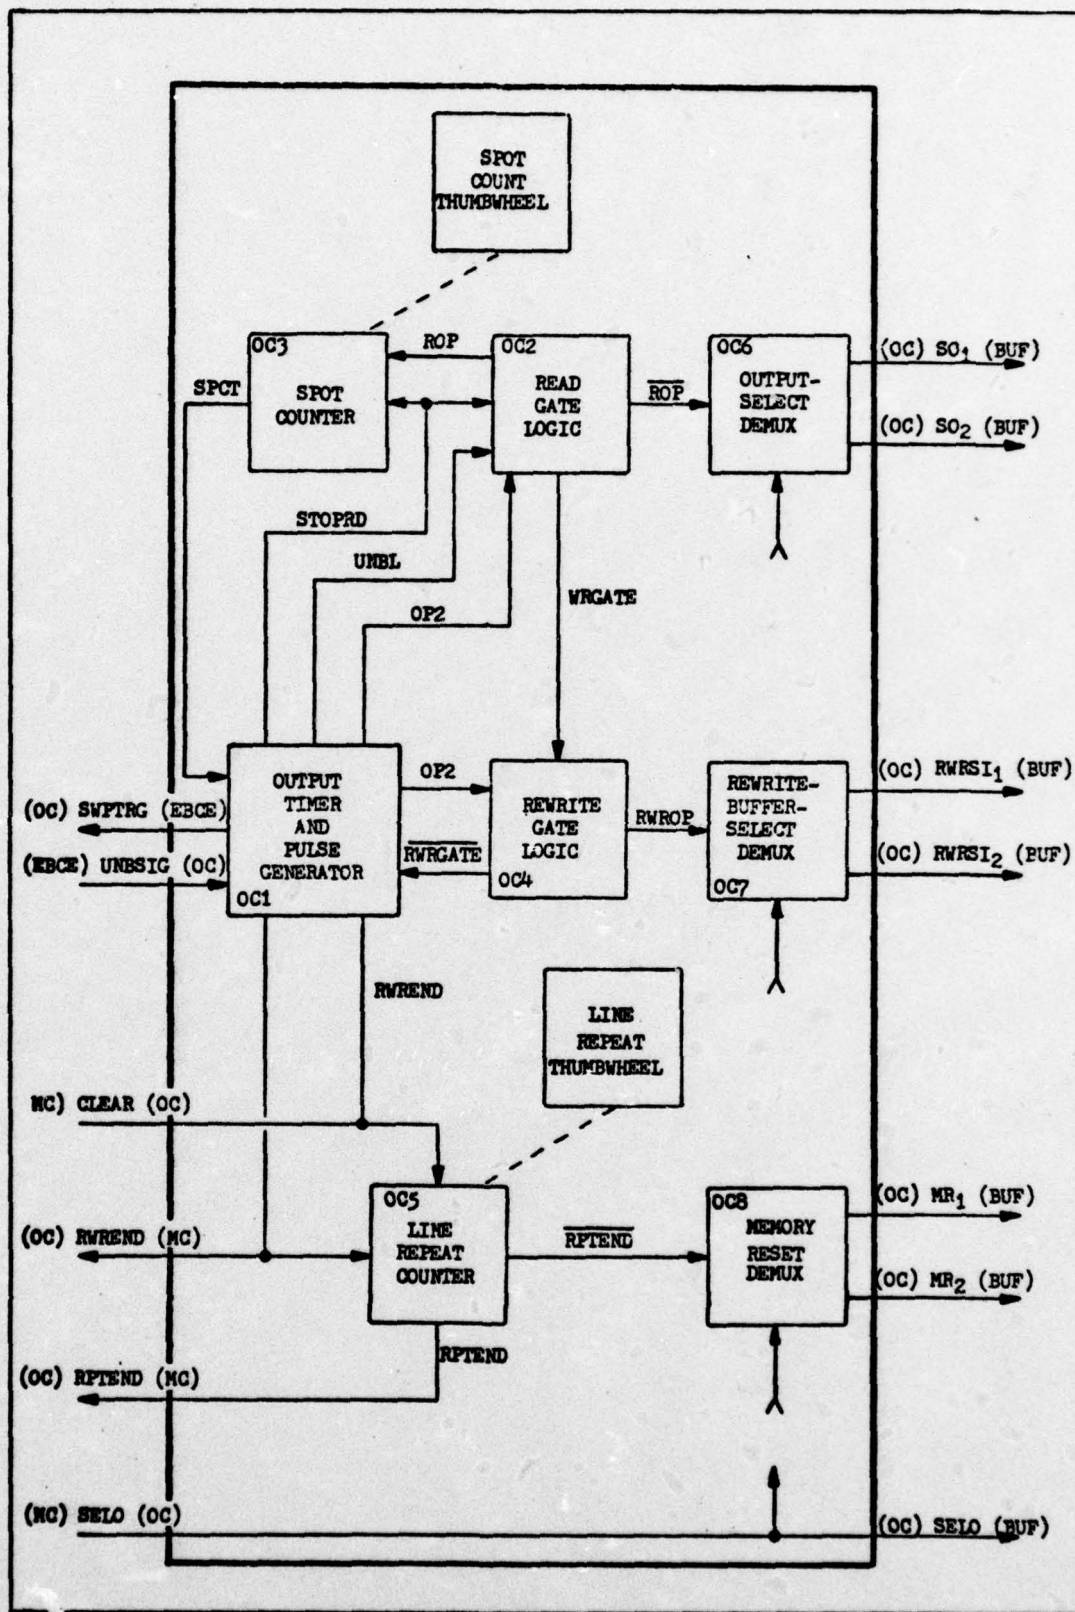 SPOT
COUNT
THUMBWHEEL
OC3
SPOT
COUNTER
ROP
OC2
READ
GATE
LOGIC
R̅O̅P̅
OC6
OUTPUT-
SELECT
DEMUX
(OC) SO1 (BUF)
(OC) SO2 (BUF)
SPCT
STOPRD
UNBL
OP2
WRGATE
OUTPUT
TIMER
AND
PULSE
GENERATOR
OC1
(OC) SWPTRG (EBCE)
(EBCE) UNBSIG (OC)
OP2
R̅W̅R̅G̅A̅T̅E̅
REWRITE
GATE
LOGIC
OC4
RWROP
REWRITE-
BUFFER-
SELECT
DEMUX
OC7
(OC) RWRSI1 (BUF)
(OC) RWRSI2 (BUF)
RWREND
LINE
REPEAT
THUMBWHEEL
MC) CLEAR (OC)
(OC) RWREND (MC)
OC5
LINE
REPEAT
COUNTER
R̅P̅T̅E̅N̅D̅
OC8
MEMORY
RESET
DEMUX
(OC) MR1 (BUF)
(OC) MR2 (BUF)
RPTEND
(OC) RPTEND (MC)
(MC) SELO (OC)
(OC) SELO (BUF)